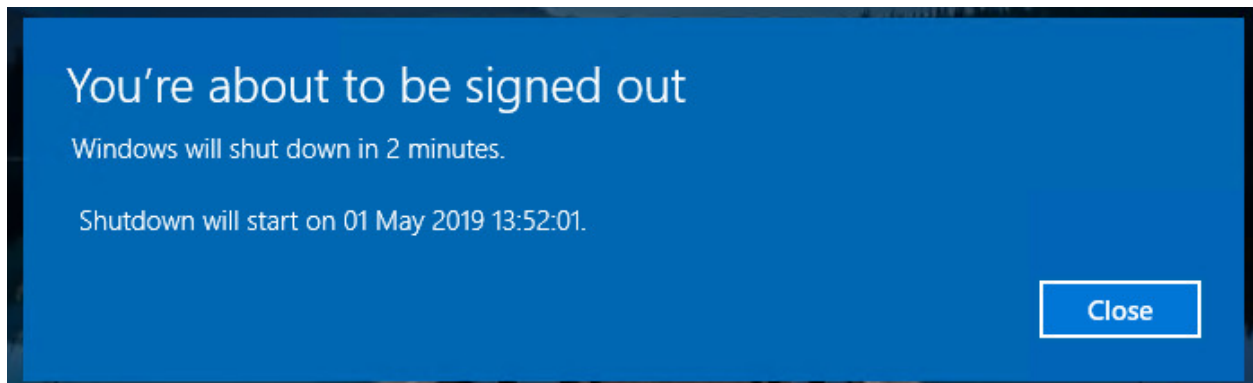 You’re about to be signed out
Windows will shut down in 2 minutes.
Shutdown will start on 01 May 2019 13:52:01.
Close